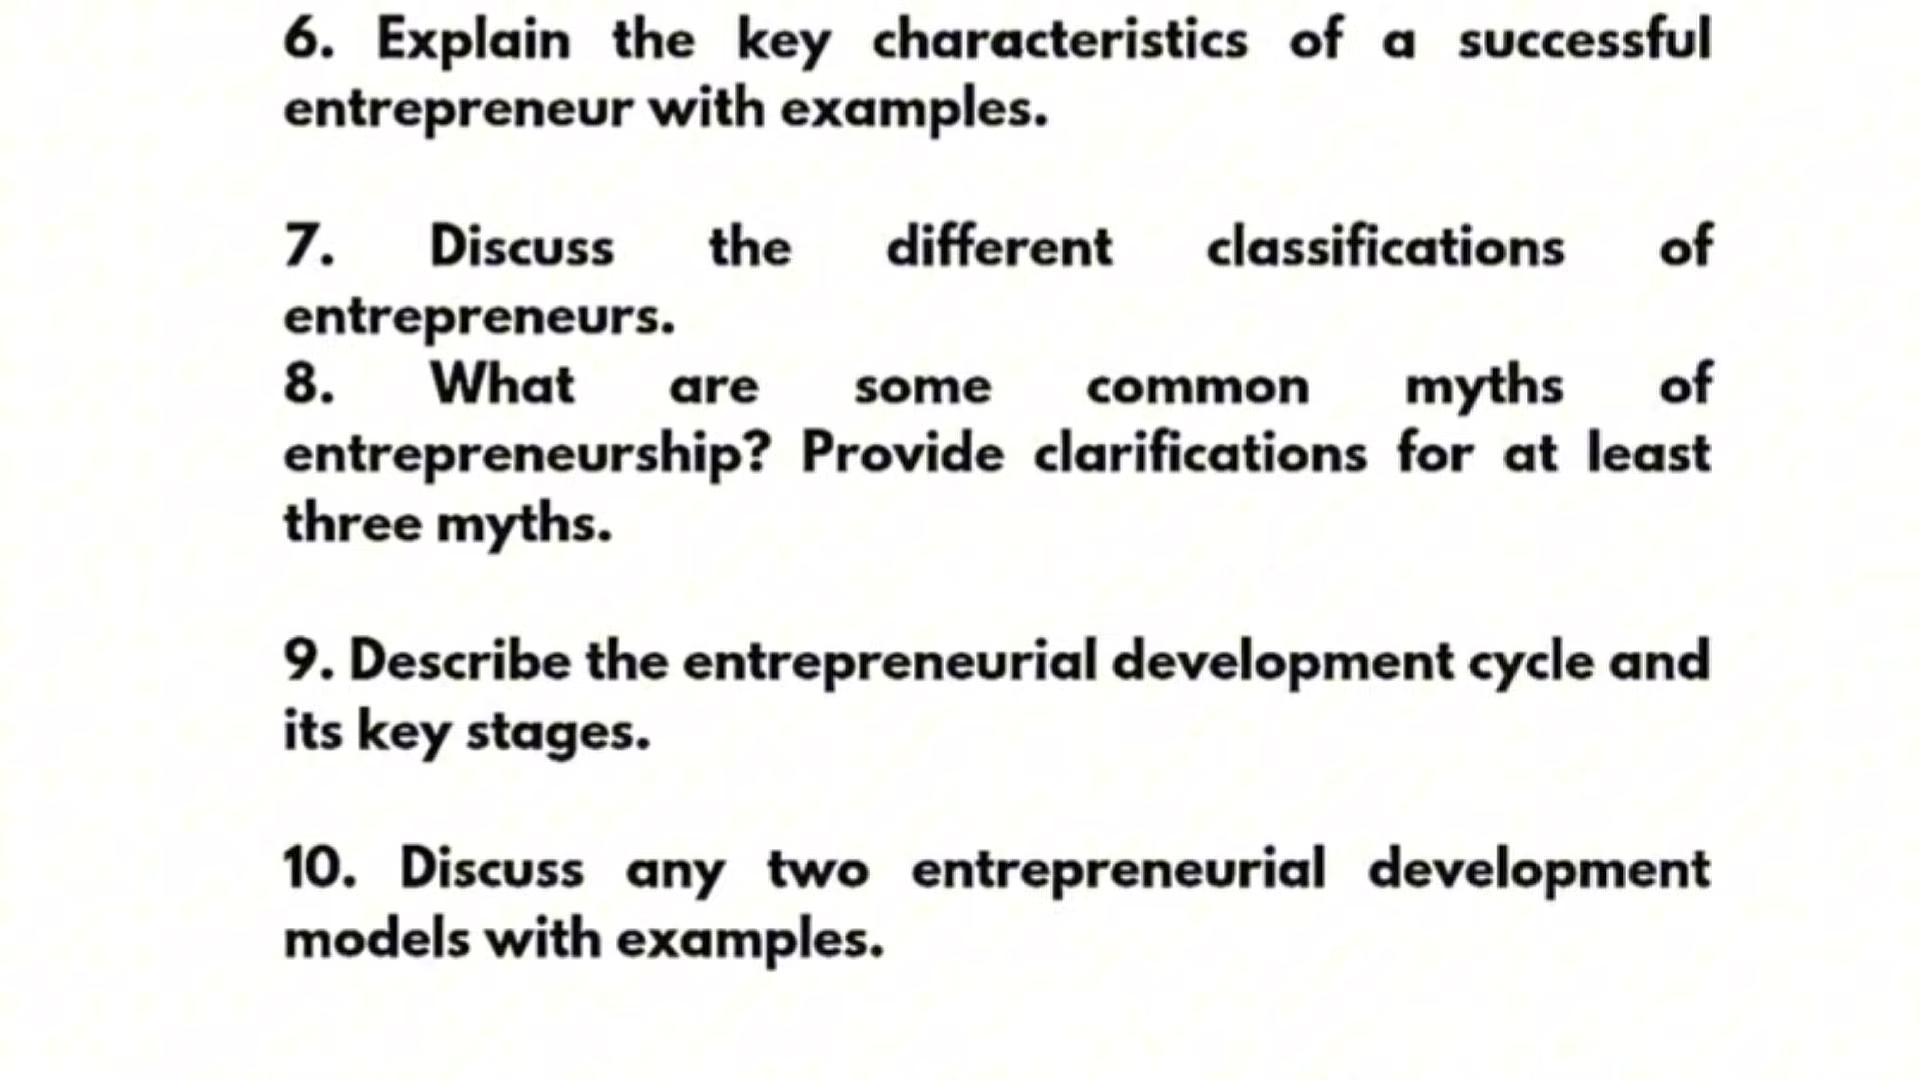 6. Explain the key characteristics of a successful
entrepreneur with examples.
7. Discuss the different classifications of
entrepreneurs.
8. What are some common myths of
entrepreneurship? Provide clarifications for at least
three myths.
9. Describe the entrepreneurial development cycle and
its key stages.
10. Discuss any two entrepreneurial development
models with examples.